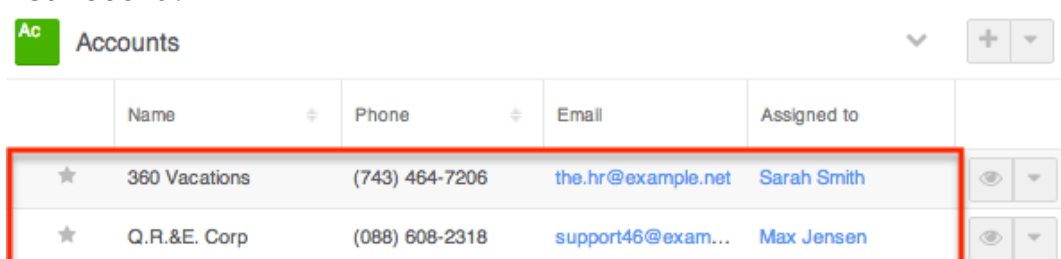 Ac Accounts
Name Phone Email Assigned to
360 Vacations (743) 464-7206 the.hr@example.net Sarah Smith
Q.R.&E. Corp (088) 608-2318 support46@exam... Max Jensen